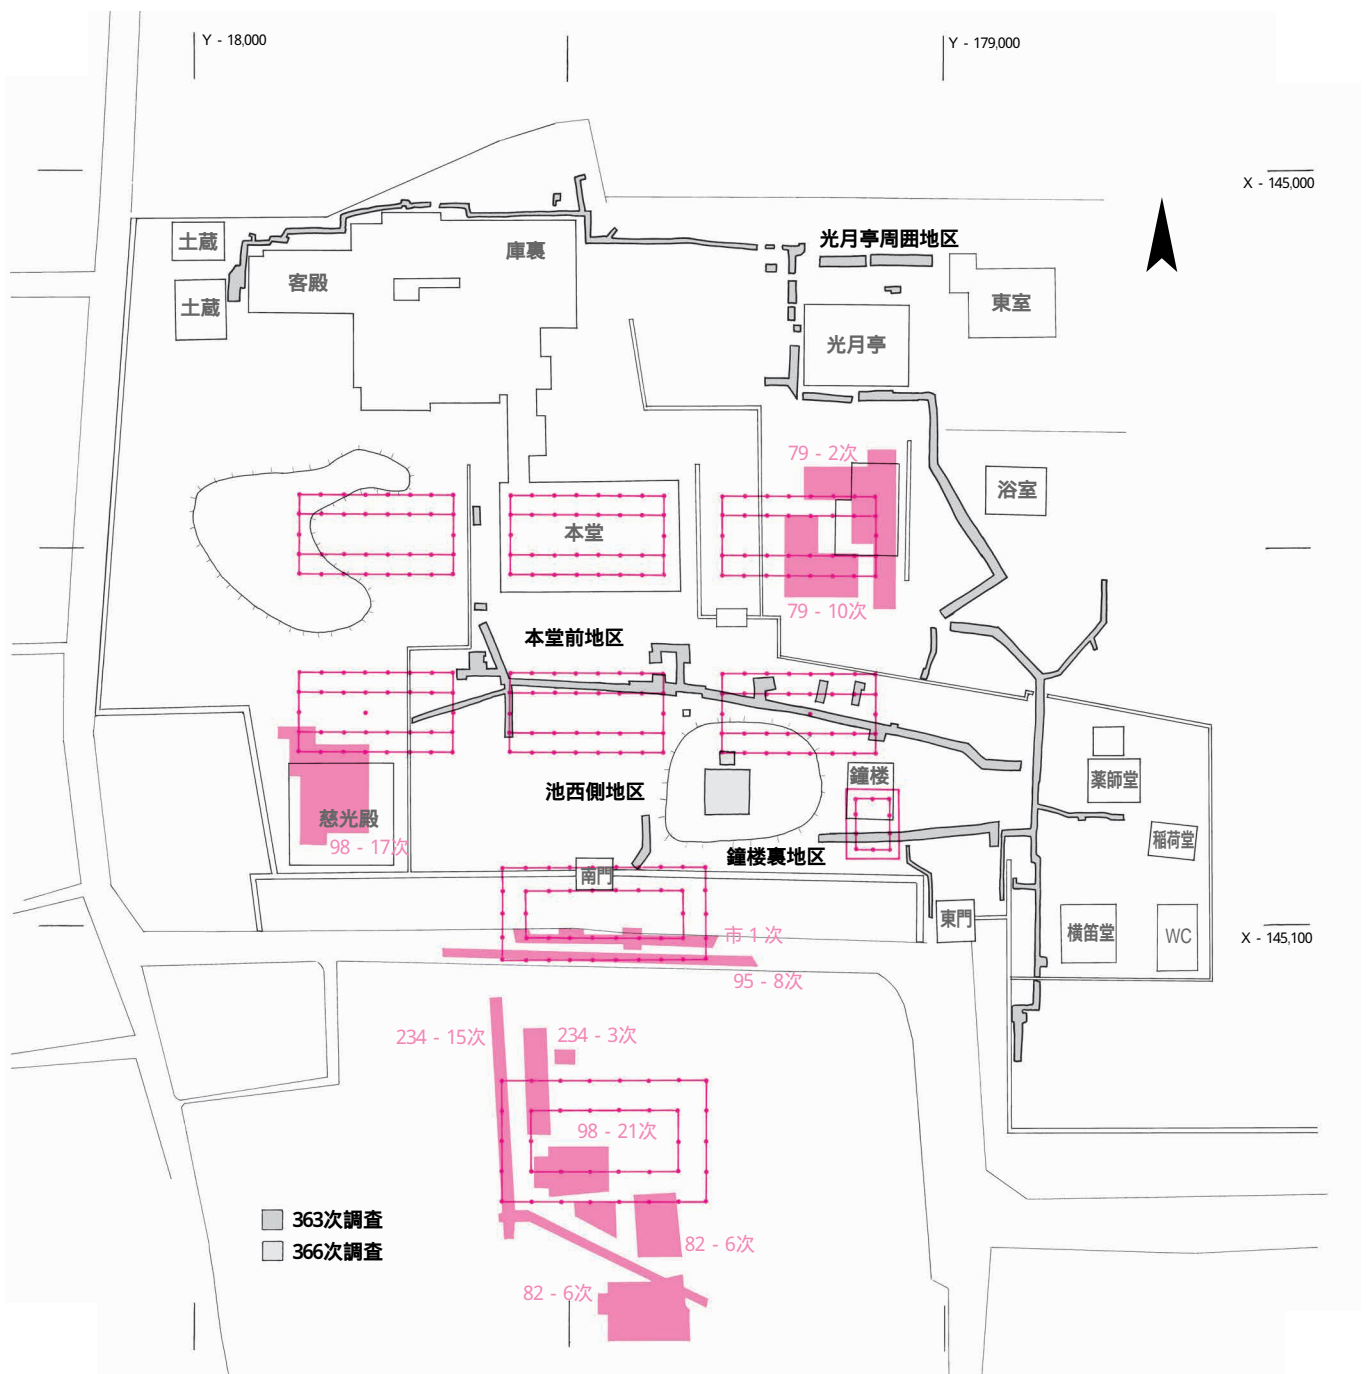 Y - 18,000
Y - 179,000
X - 145,000
土蔵
光月亭周囲地区
庫裏
客殿
土蔵
東室
光月亭
79 - 2次
浴室
本堂
79 - 10次
本堂前地区
鐘楼
薬師堂
池西側地区
慈光殿
稲荷堂
98 - 17次
鐘楼裏地区
南門
東門
市 1 次
横笛堂
WC
X - 145,100
95 - 8次
234 - 15次
234 - 3次
98 - 21次
363次調査
82 - 6次
366次調査
82 - 6次